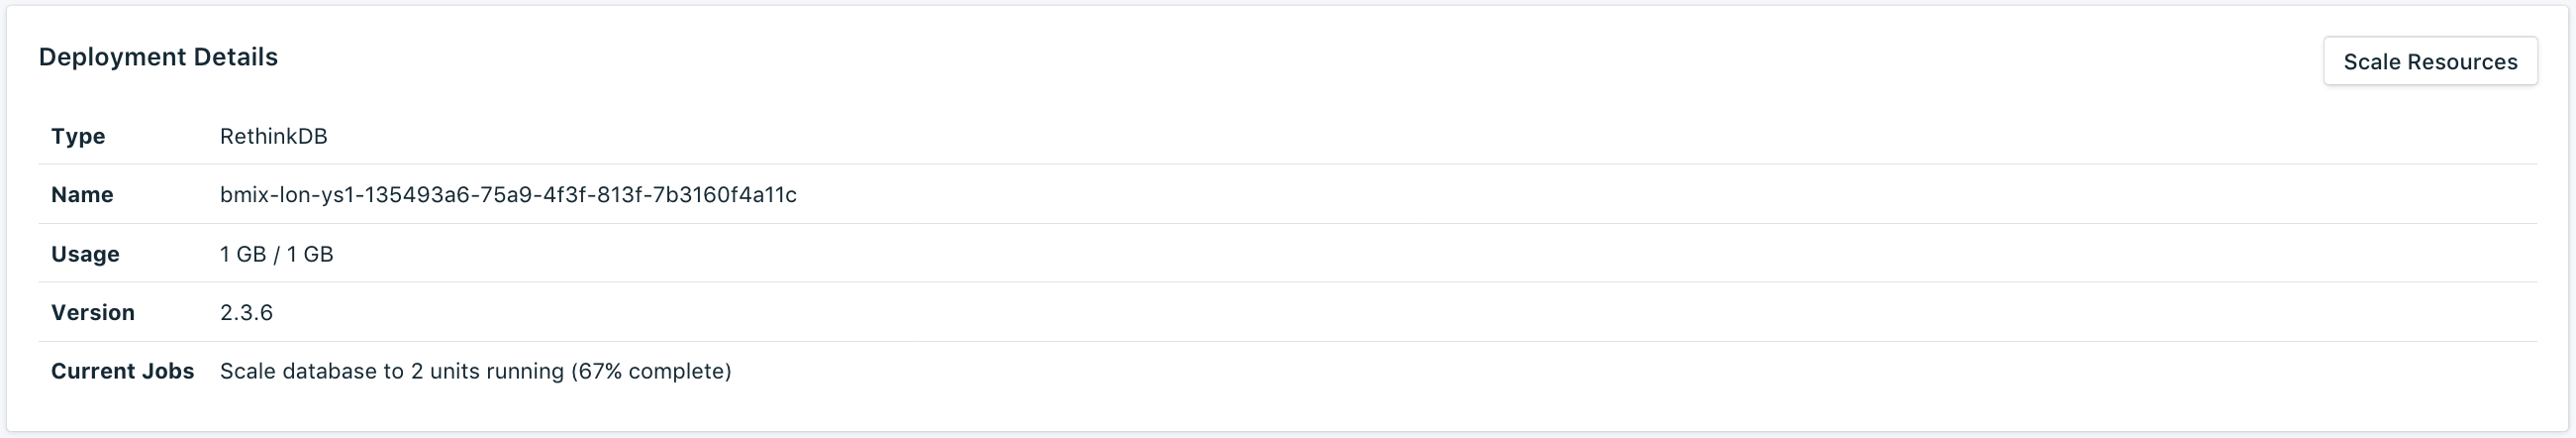 Deployment Details
Scale Resources
Type RethinkDB
Name bmix-lon-ys1-135493a6-75a9-4f3f-813f-7b3160f4a11c
Usage 1 GB / 1 GB
Version 2.3.6
Current Jobs Scale database to 2 units running (67% complete)